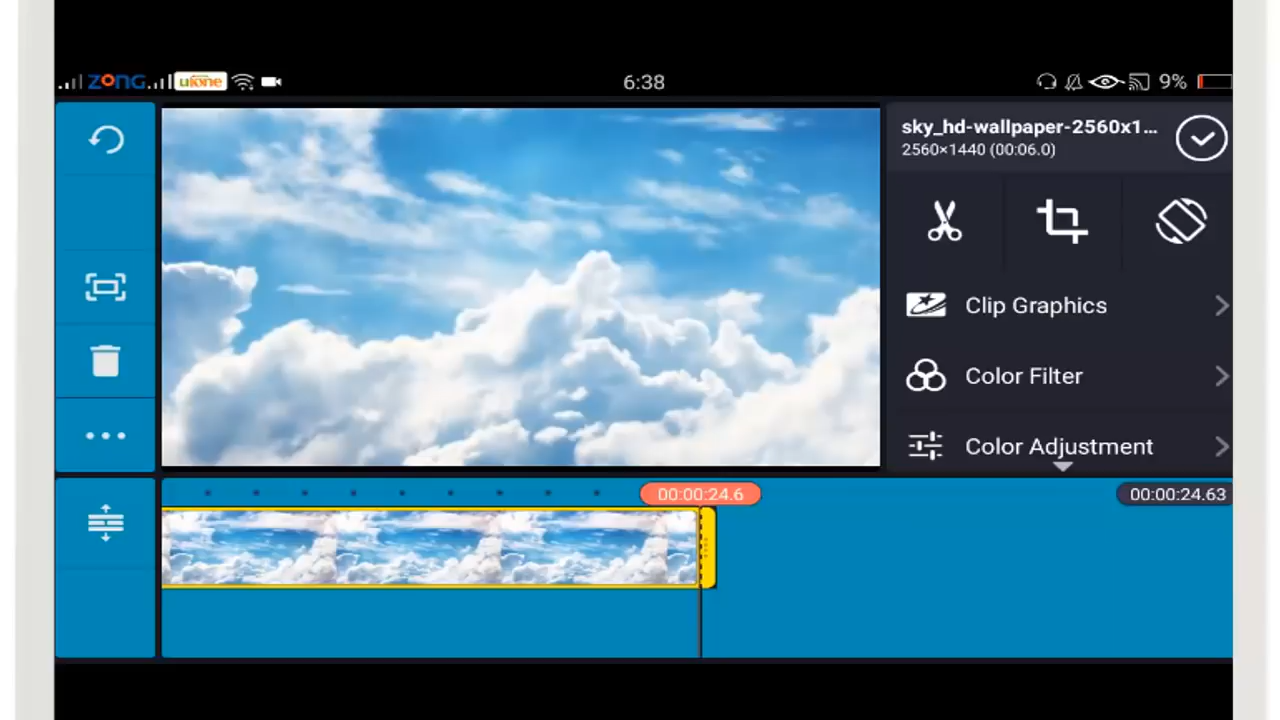 ZONG ufone 6:38 9%
sky_hd-wallpaper-2560x1...
2560×1440 (00:06.0)
Clip Graphics
Color Filter
Color Adjustment
00:00:24.6
00:00:24.63